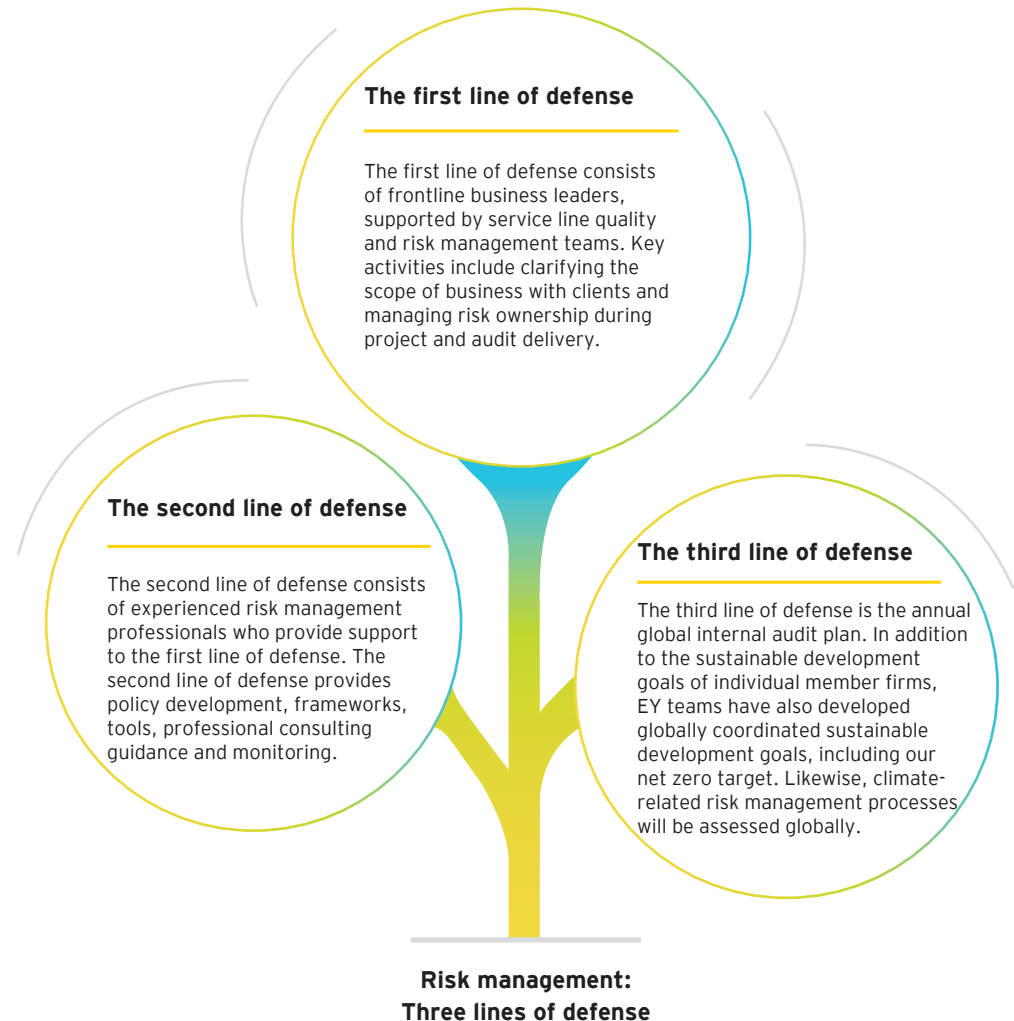 The first line of defense
The first line of defense consists
of frontline business leaders,
supported by service line quality
and risk management teams. Key
activities include clarifying the
scope of business with clients and
managing risk ownership during
project and audit delivery.
The second line of defense
The second line of defense consists
of experienced risk management
professionals who provide support
to the first line of defense. The
second line of defense provides
policy development, frameworks,
tools, professional consulting
guidance and monitoring.
The third line of defense
The third line of defense is the annual
global internal audit plan. In addition
to the sustainable development
goals of individual member firms,
EY teams have also developed
globally coordinated sustainable
development goals, including our
net zero target. Likewise, climate-
related risk management processes
will be assessed globally.
Risk management:
Three lines of defense